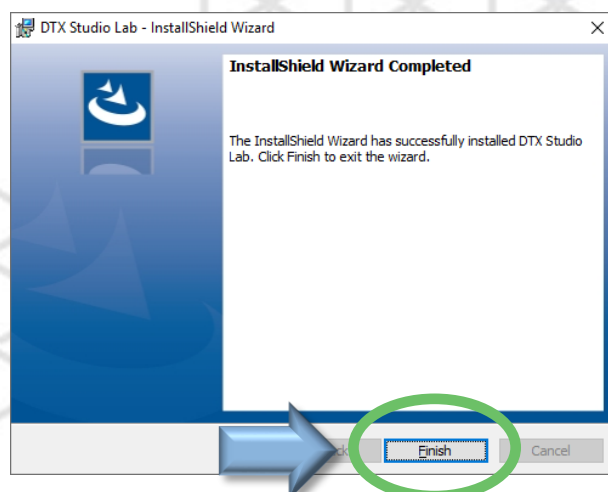 DTX Studio Lab - InstallShield Wizard
InstallShield Wizard Completed
The InstallShield Wizard has successfully installed DTX Studio
Lab. Click Finish to exit the wizard.
Finish Cancel